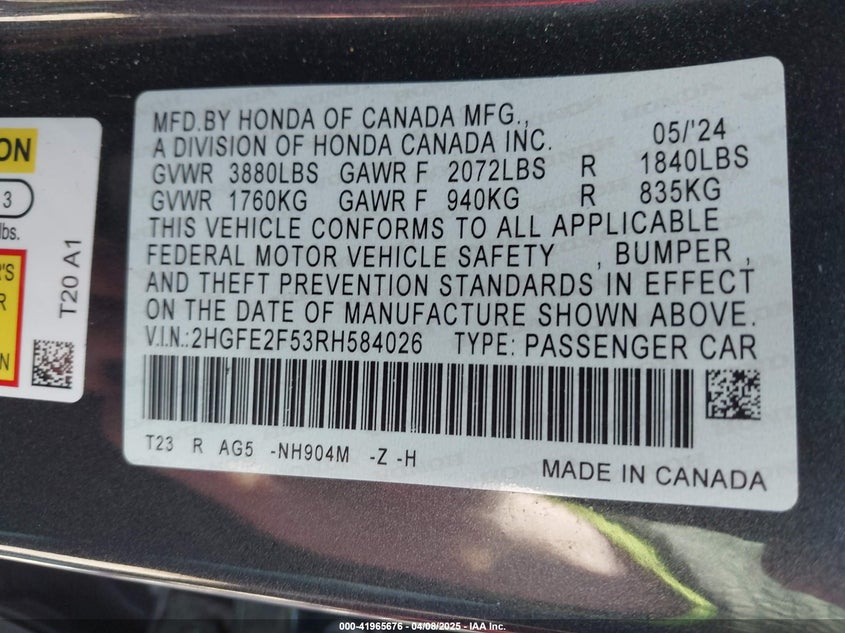 ON
3
lbs.
R'S
R
N
T20 A1
MFD.BY HONDA OF CANADA MFG.,
A DIVISION OF HONDA CANADA INC. 05/'24
GVWR 3880LBS GAWR F 2072LBS R 1840LBS
GVWR 1760KG GAWR F 940KG R 835KG
THIS VEHICLE CONFORMS TO ALL APPLICABLE
FEDERAL MOTOR VEHICLE SAFETY , BUMPER ,
AND THEFT PREVENTION STANDARDS IN EFFECT
ON THE DATE OF MANUFACTURE SHOWN ABOVE.
V.I.N.:2HGFE2F53RH584026 TYPE: PASSENGER CAR
T23 R AG5 -NH904M -Z -H
MADE IN CANADA
000-41965676 - 04/08/2025 - IAA Inc.